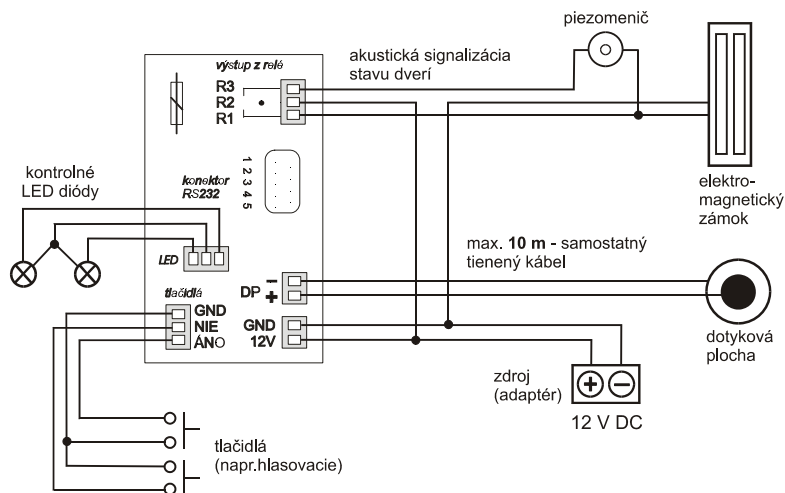 piezomenič
výstup z relé
akustická signalizácia
stavu dverí
R3
R2
R1
kontrolné
LED diódy
konektor
RS232
1 2 3 4 5
elektro-
magnetický
zámok
LED
max. 10 m - samostatný
tienený kábel
DP
−
+
tlačidlá
GND
NIE
ÁNO
GND
12V
dotyková
plocha
zdroj
(adaptér)
+ −
12 V DC
tlačidlá
(napr.hlasovacie)